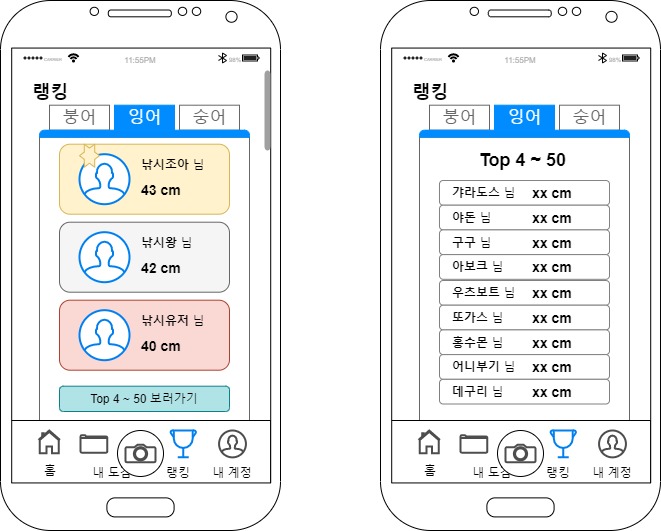 11:55PM 98%
랭킹
붕어 잉어 숭어
낚시조아 님
43 cm
낚시왕 님
42 cm
낚시유저 님
40 cm
Top 4 ~ 50 보러가기
홈 내 도감 랭킹 내 계정
11:55PM 98%
랭킹
붕어 잉어 숭어
Top 4 ~ 50
갸라도스 님 xx cm
야돈 님 xx cm
구구 님 xx cm
아보크 님 xx cm
우츠보트 님 xx cm
또가스 님 xx cm
홍수몬 님 xx cm
어니부기 님 xx cm
데구리 님 xx cm
홈 내 도감 랭킹 내 계정